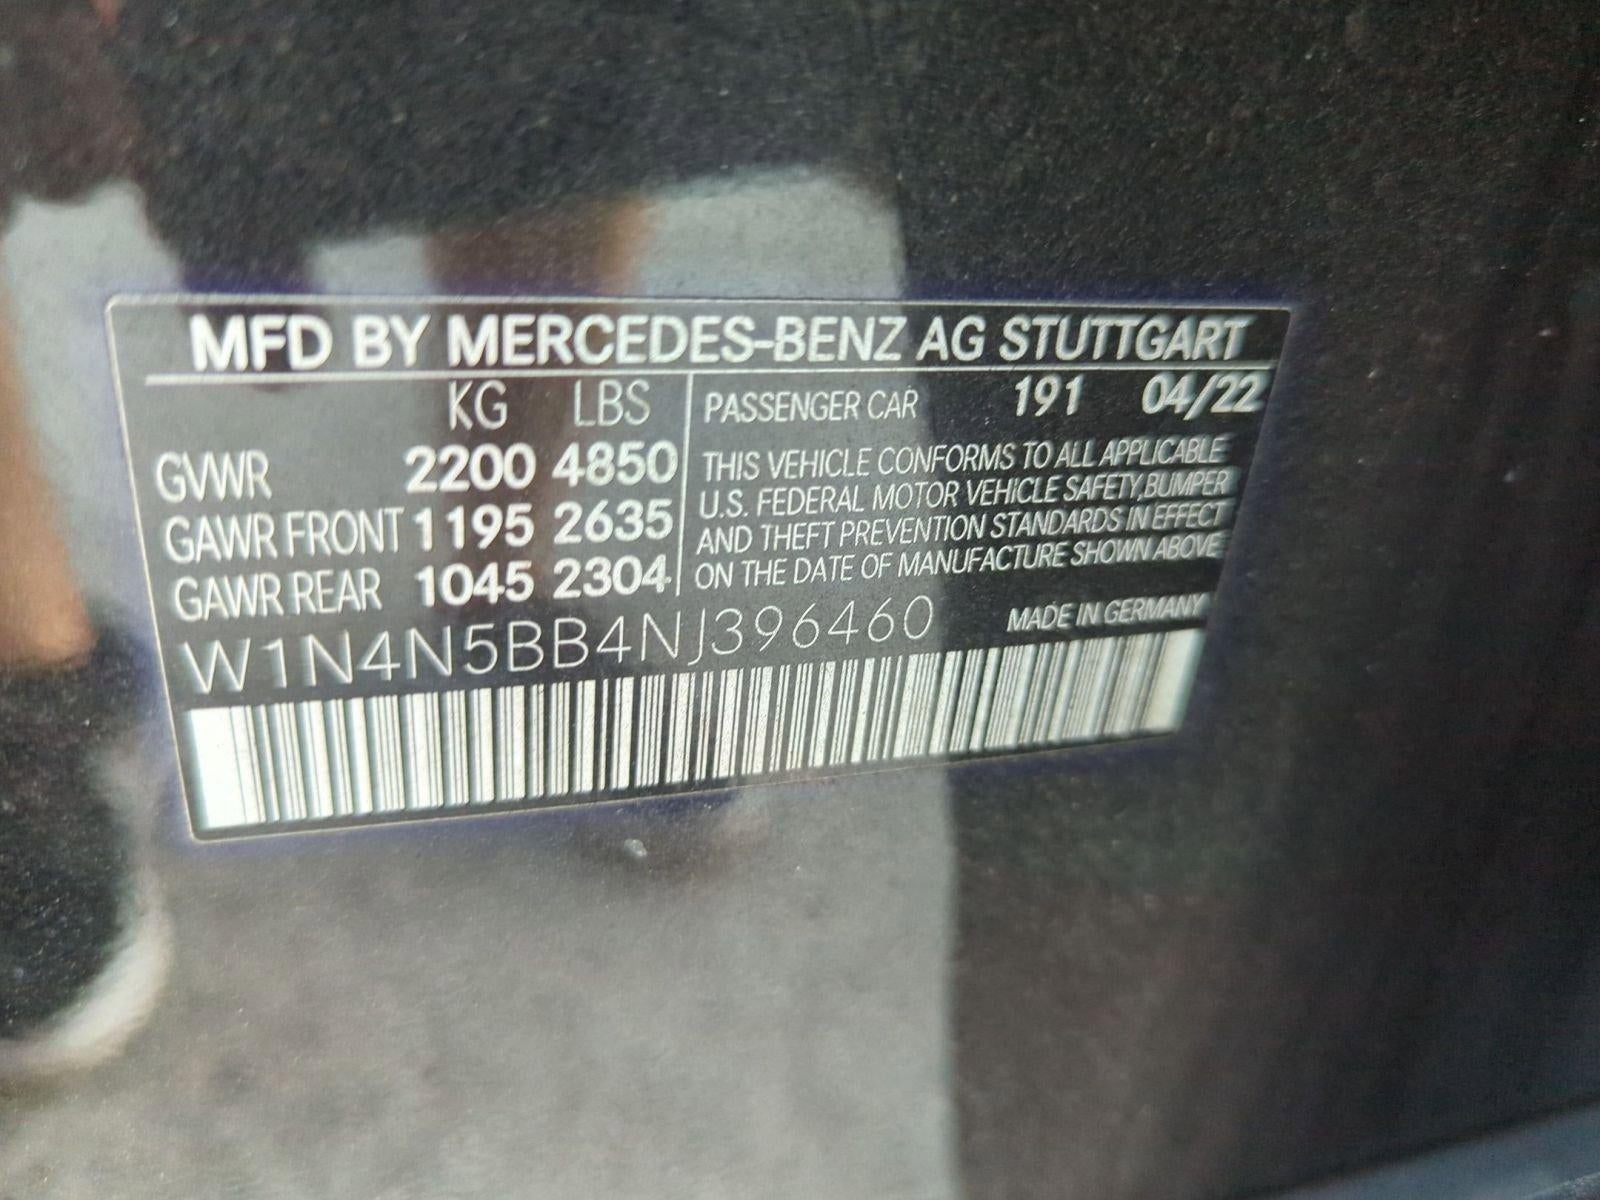 MFD BY MERCEDES-BENZ AG STUTTGART
KG LBS
GVWR 2200 4850
GAWR FRONT 1195 2635
GAWR REAR 1045 2304
PASSENGER CAR 191 04/22
THIS VEHICLE CONFORMS TO ALL APPLICABLE
U.S. FEDERAL MOTOR VEHICLE SAFETY,BUMPER
AND THEFT PREVENTION STANDARDS IN EFFECT
ON THE DATE OF MANUFACTURE SHOWN ABOVE
W1N4N5BB4NJ396460
MADE IN GERMANY